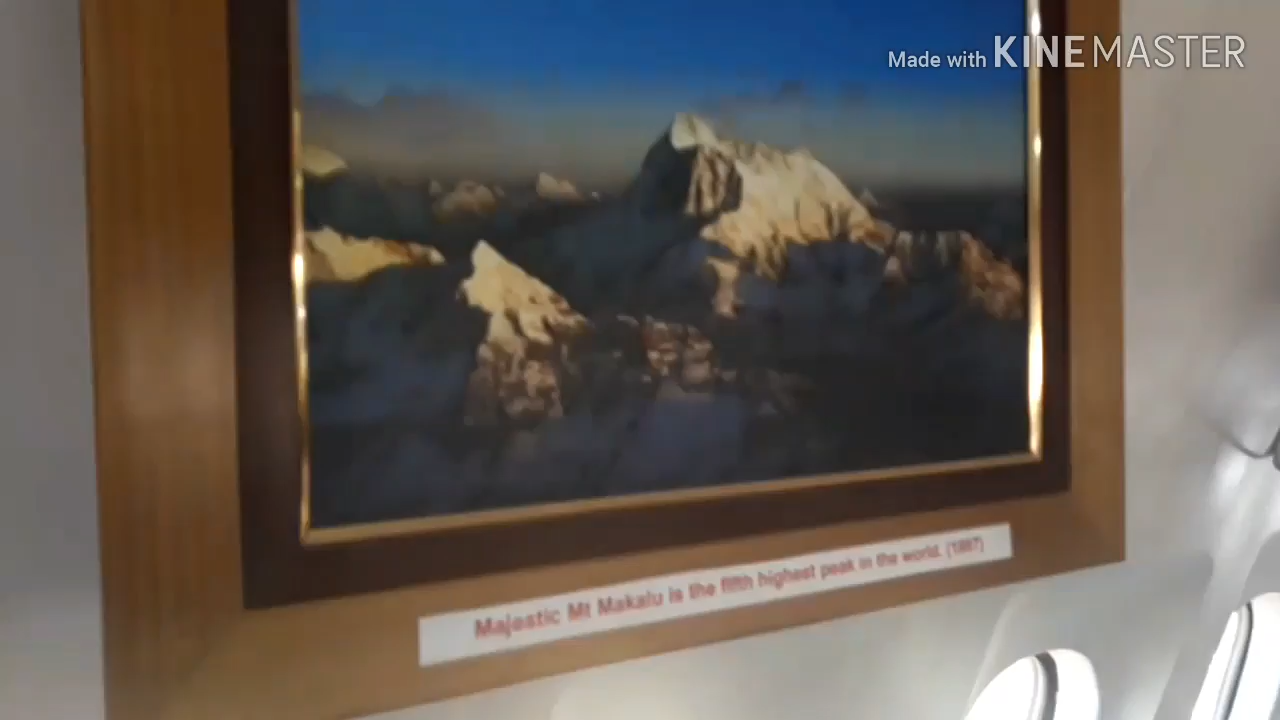 Made with KINEMASTER
Majestic Mt Makalu is the fifth highest peak in the world. (1987)